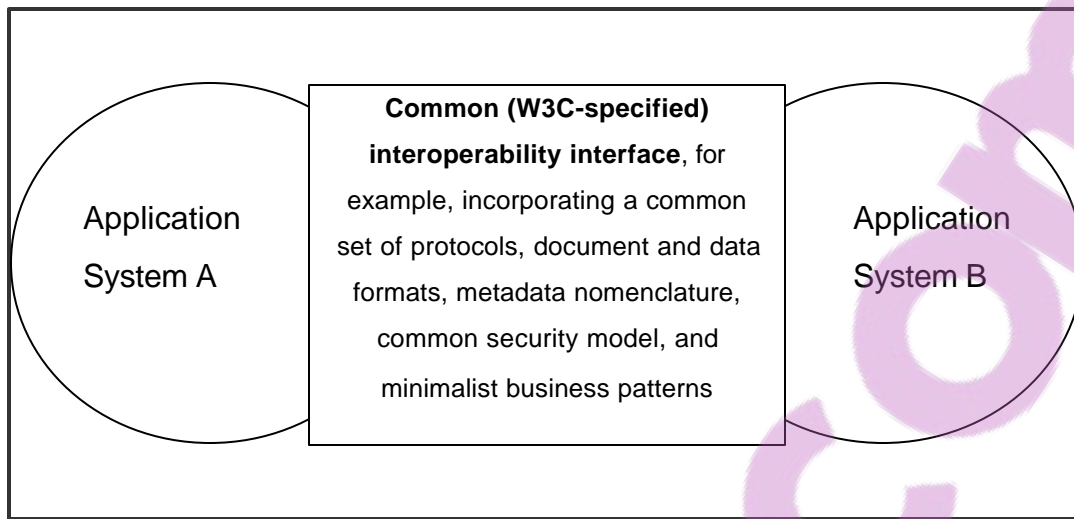 Application
System A
Common (W3C-specified)
interoperability interface, for
example, incorporating a common
set of protocols, document and data
formats, metadata nomenclature,
common security model, and
minimalist business patterns
Application
System B